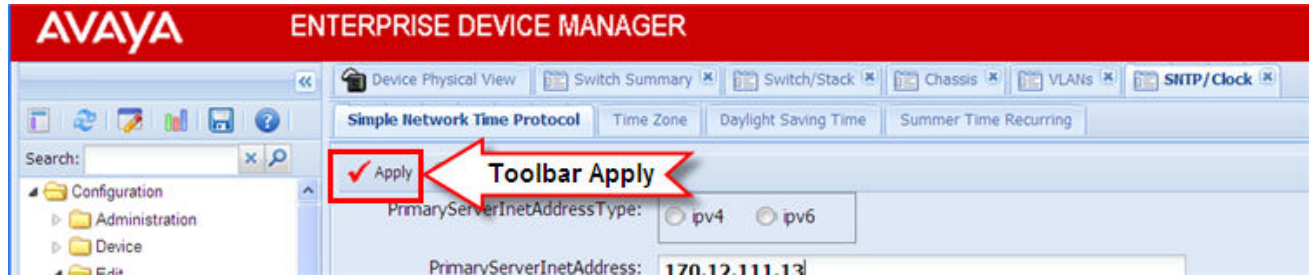 AVAYA ENTERPRISE DEVICE MANAGER
Device Physical View Switch Summary Switch/Stack Chassis VLANs SNTP/Clock
Simple Network Time Protocol Time Zone Daylight Saving Time Summer Time Recurring
Search:
Apply Toolbar Apply
Configuration
PrimaryServerInetAddressType: ipv4 ipv6
Administration
Device
PrimaryServerInetAddress: 170.12.111.13
Edit